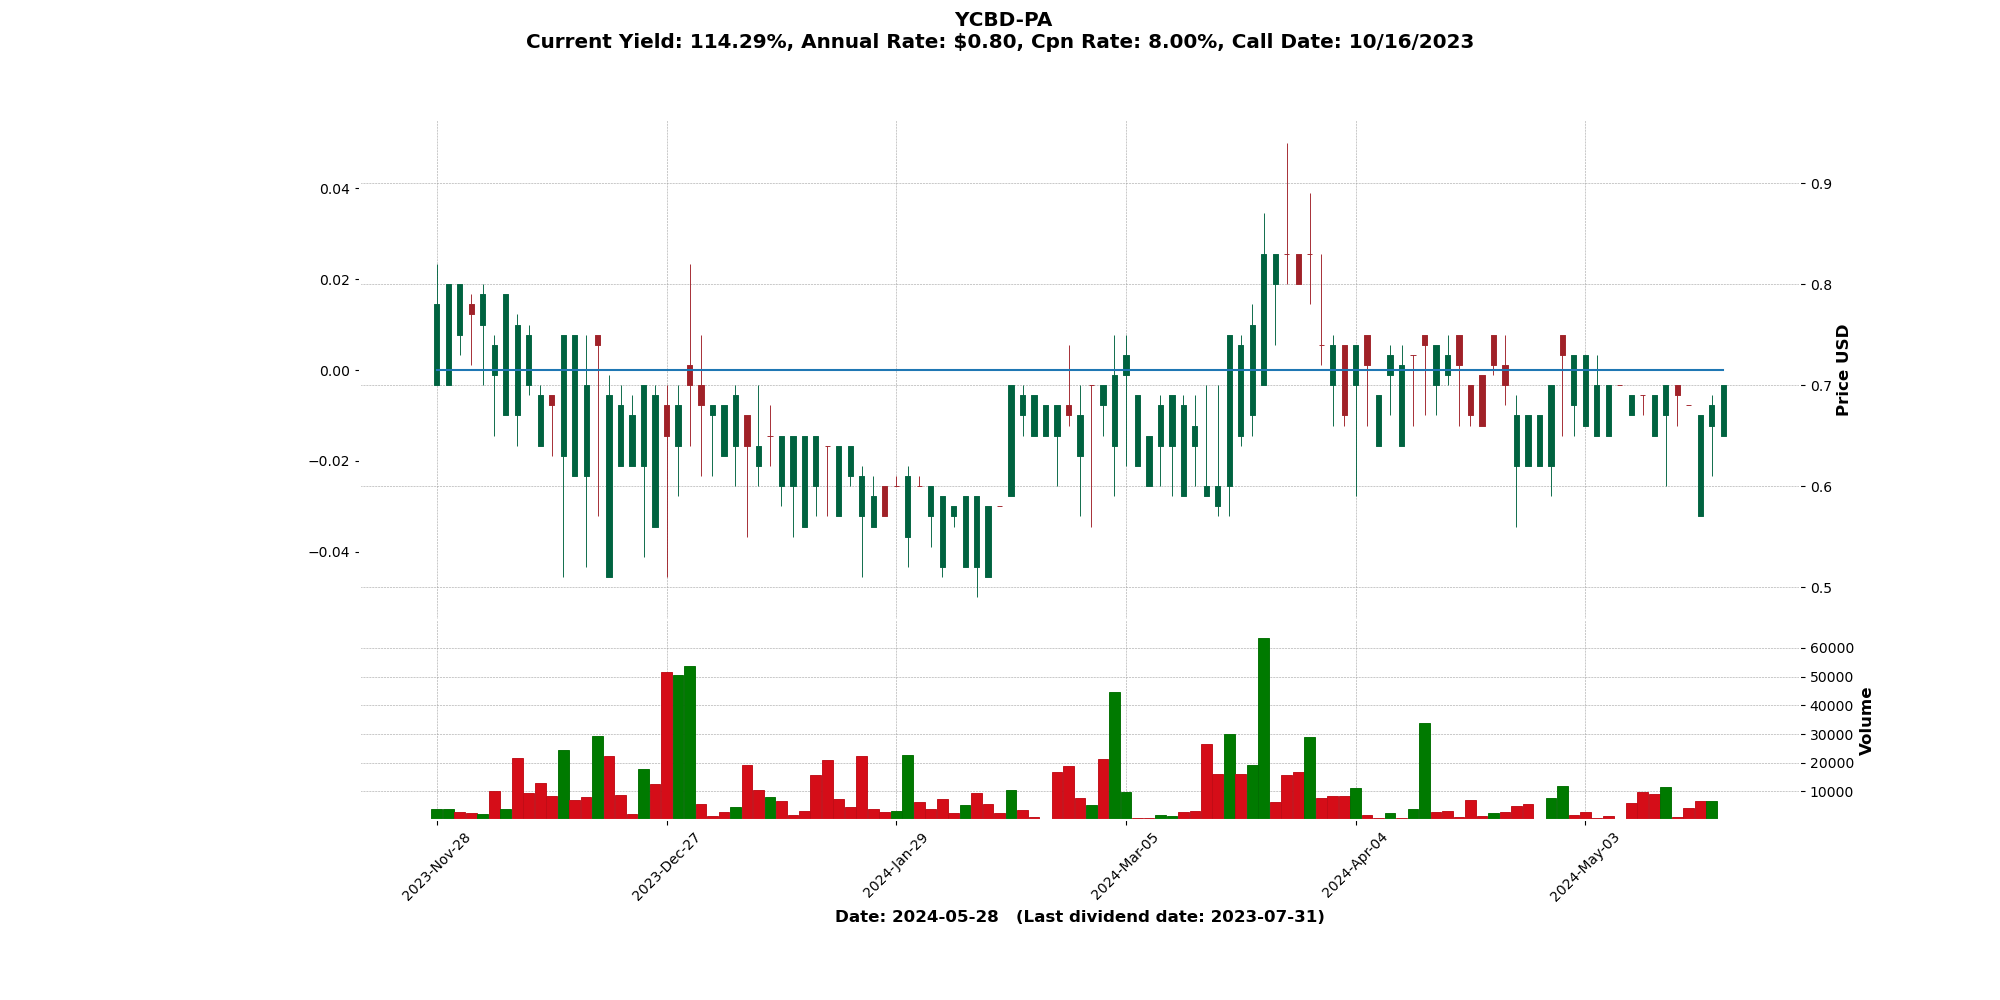 YCBD-PA
Current Yield: 114.29%, Annual Rate: $0.80, Cpn Rate: 8.00%, Call Date: 10/16/2023
0.04
0.02
0.00
−0.02
−0.04
0.9
0.8
0.7
0.6
0.5
Price USD
60000
50000
40000
30000
20000
10000
Volume
2023-Nov-28
2023-Dec-27
2024-Jan-29
2024-Mar-05
2024-Apr-04
2024-May-03
Date: 2024-05-28   (Last dividend date: 2023-07-31)